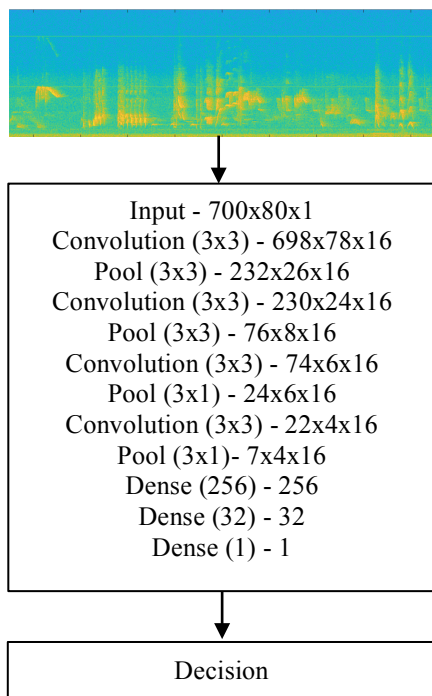 Input - 700x80x1
Convolution (3x3) - 698x78x16
Pool (3x3) - 232x26x16
Convolution (3x3) - 230x24x16
Pool (3x3) - 76x8x16
Convolution (3x3) - 74x6x16
Pool (3x1) - 24x6x16
Convolution (3x3) - 22x4x16
Pool (3x1)- 7x4x16
Dense (256) - 256
Dense (32) - 32
Dense (1) - 1
Decision